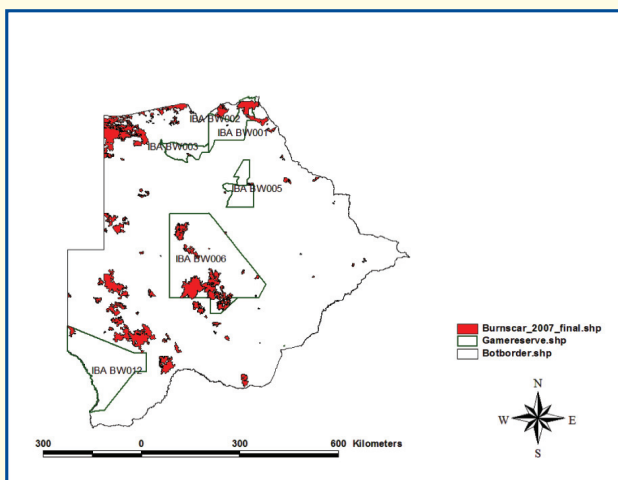 IBA BW002
IBA BW001
IBA BW003
IBA BW005
IBA BW006
IBA BW012
Burnscar_2007_final.shp
Gamereserve.shp
Botborder.shp
N
W E
S
300 0 300 600 Kilometers